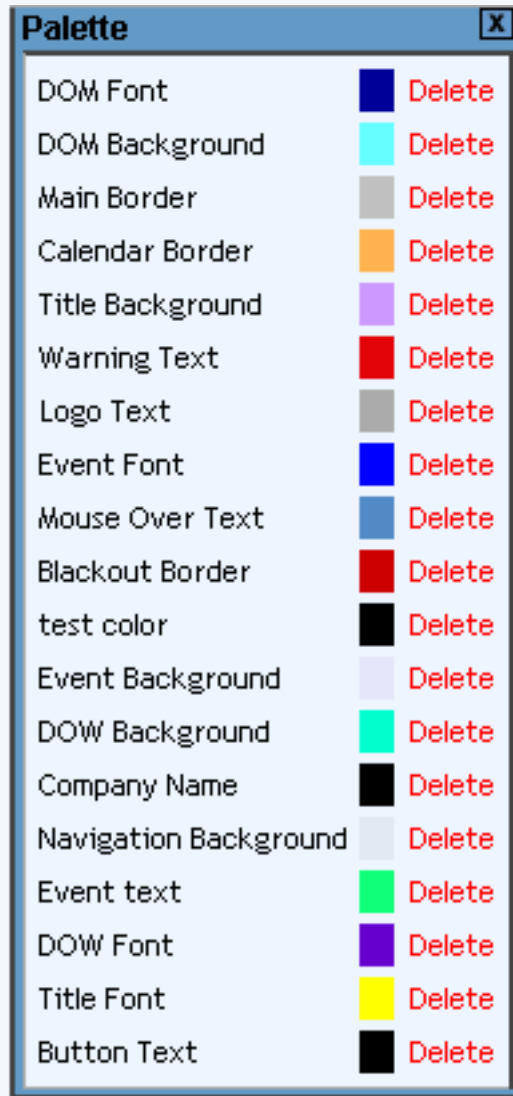 Palette X
DOM Font Delete
DOM Background Delete
Main Border Delete
Calendar Border Delete
Title Background Delete
Warning Text Delete
Logo Text Delete
Event Font Delete
Mouse Over Text Delete
Blackout Border Delete
test color Delete
Event Background Delete
DOW Background Delete
Company Name Delete
Navigation Background Delete
Event text Delete
DOW Font Delete
Title Font Delete
Button Text Delete